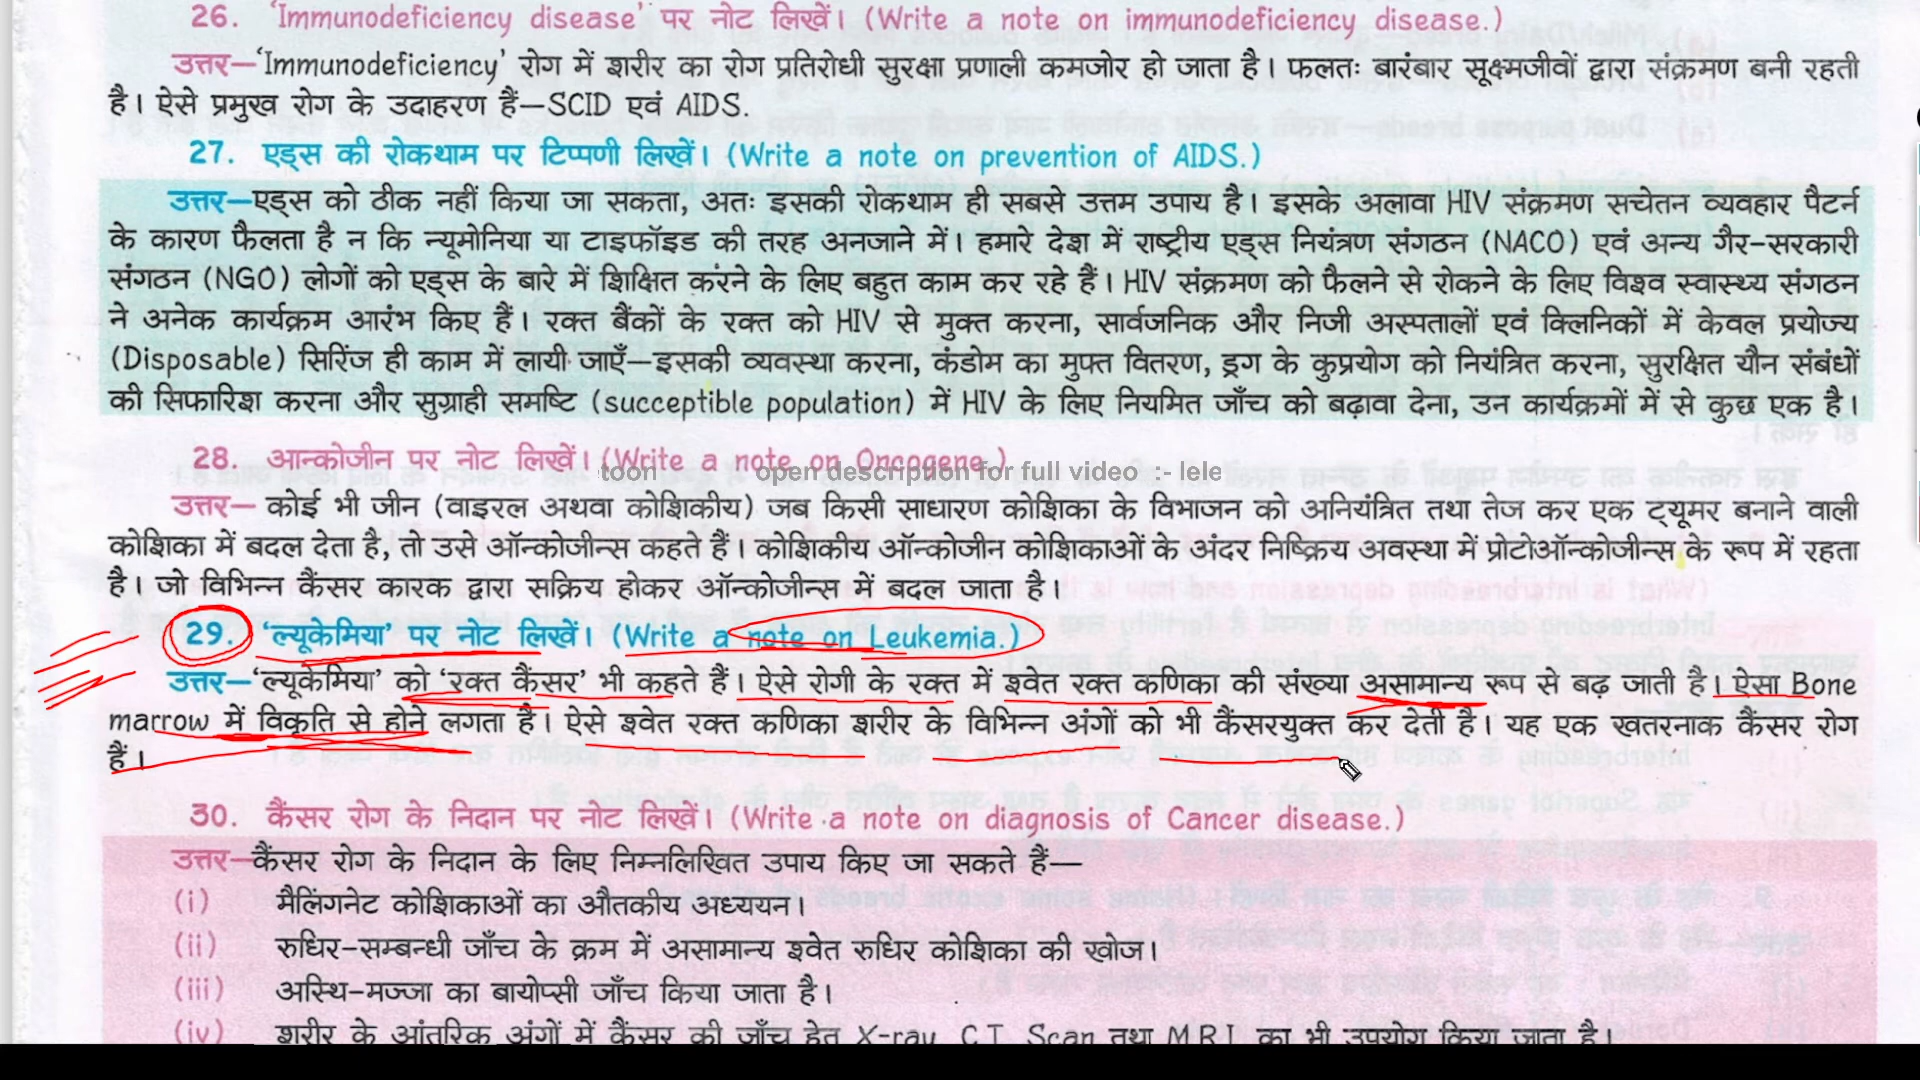 26. 'Immunodeficiency disease' पर नोट लिखें। (Write a note on immunodeficiency disease.)
उत्तर—'Immunodeficiency' रोग में शरीर का रोग प्रतिरोधी सुरक्षा प्रणाली कमजोर हो जाता है। फलतः बारंबार सूक्ष्मजीवों द्वारा संक्रमण बनी रहती
है। ऐसे प्रमुख रोग के उदाहरण हैं—SCID एवं AIDS.
27. एड्स की रोकथाम पर टिप्पणी लिखें। (Write a note on prevention of AIDS.)
उत्तर—एड्स को ठीक नहीं किया जा सकता, अतः इसकी रोकथाम ही सबसे उत्तम उपाय है। इसके अलावा HIV संक्रमण सचेतन व्यवहार पैटर्न
के कारण फैलता है न कि न्यूमोनिया या टाइफॉइड की तरह अनजाने में। हमारे देश में राष्ट्रीय एड्स नियंत्रण संगठन (NACO) एवं अन्य गैर-सरकारी
संगठन (NGO) लोगों को एड्स के बारे में शिक्षित करने के लिए बहुत काम कर रहे हैं। HIV संक्रमण को फैलने से रोकने के लिए विश्व स्वास्थ्य संगठन
ने अनेक कार्यक्रम आरंभ किए हैं। रक्त बैंकों के रक्त को HIV से मुक्त करना, सार्वजनिक और निजी अस्पतालों एवं क्लिनिकों में केवल प्रयोज्य
(Disposable) सिरिंज ही काम में लायी जाएँ—इसकी व्यवस्था करना, कंडोम का मुफ्त वितरण, ड्रग के कुप्रयोग को नियंत्रित करना, सुरक्षित यौन संबंधों
की सिफारिश करना और सुग्राही समष्टि (succeptible population) में HIV के लिए नियमित जाँच को बढ़ावा देना, उन कार्यक्रमों में से कुछ एक है।
28. आन्कोजीन पर नोट लिखें। (Write a note on Oncogene.)
toon open description for full video :- lele
उत्तर— कोई भी जीन (वाइरल अथवा कोशिकीय) जब किसी साधारण कोशिका के विभाजन को अनियंत्रित तथा तेज कर एक ट्यूमर बनाने वाली
कोशिका में बदल देता है, तो उसे ऑन्कोजीन्स कहते हैं। कोशिकीय ऑन्कोजीन कोशिकाओं के अंदर निष्क्रिय अवस्था में प्रोटोऑन्कोजीन्स के रूप में रहता
है। जो विभिन्न कैंसर कारक द्वारा सक्रिय होकर ऑन्कोजीन्स में बदल जाता है।
29. 'ल्यूकेमिया' पर नोट लिखें। (Write a note on Leukemia.)
उत्तर—'ल्यूकेमिया' को 'रक्त कैंसर' भी कहते हैं। ऐसे रोगी के रक्त में श्वेत रक्त कणिका की संख्या असामान्य रूप से बढ़ जाती है। ऐसा Bone
marrow में विकृति से होने लगता है। ऐसे श्वेत रक्त कणिका शरीर के विभिन्न अंगों को भी कैंसरयुक्त कर देती है। यह एक खतरनाक कैंसर रोग
हैं।
30. कैंसर रोग के निदान पर नोट लिखें। (Write a note on diagnosis of Cancer disease.)
उत्तर—कैंसर रोग के निदान के लिए निम्नलिखित उपाय किए जा सकते हैं—
(i) मैलिंगनेट कोशिकाओं का औतकीय अध्ययन।
(ii) रुधिर-सम्बन्धी जाँच के क्रम में असामान्य श्वेत रुधिर कोशिका की खोज।
(iii) अस्थि-मज्जा का बायोप्सी जाँच किया जाता है।
(iv) शरीर के आंतरिक अंगों में कैंसर की जाँच हेतु X-ray, C.T. Scan तथा M.R.I. का भी उपयोग किया जाता है।